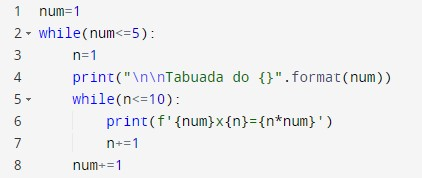 1 num=1
2 while(num<=5):
3     n=1
4     print("\n\nTabuada do {}".format(num))
5     while(n<=10):
6         print(f'{num}x{n}={n*num}')
7         n+=1
8     num+=1